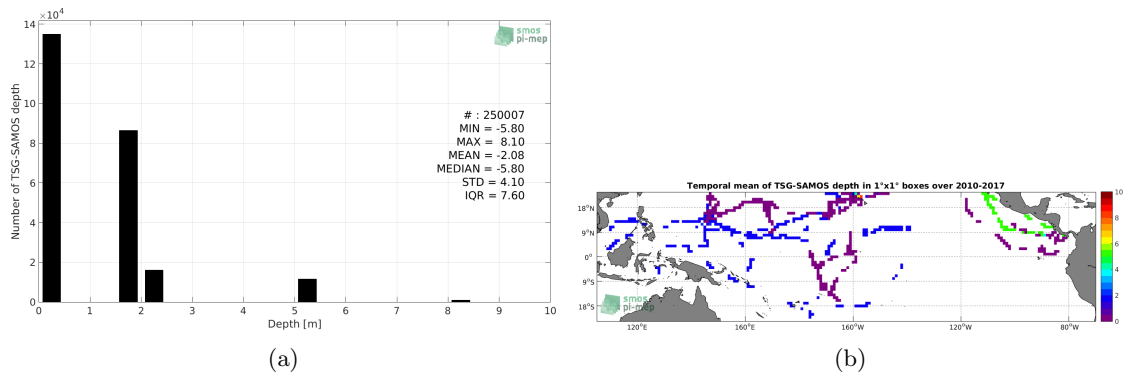 ×10⁴
14
12
10
8
6
4
2
0
0 1 2 3 4 5 6 7 8 9 10
Number of TSG-SAMOS depth
Depth [m]
smos
pi-mep
# : 250007
MIN = -5.80
MAX = 8.10
MEAN = -2.08
MEDIAN = -5.80
STD = 4.10
IQR = 7.60
(a)
Temporal mean of TSG-SAMOS depth in 1°x1° boxes over 2010-2017
18°N
9°N
0°
9°S
18°S
120°E 160°E 160°W 120°W 80°W
smos
pi-mep
10
8
6
4
2
0
(b)